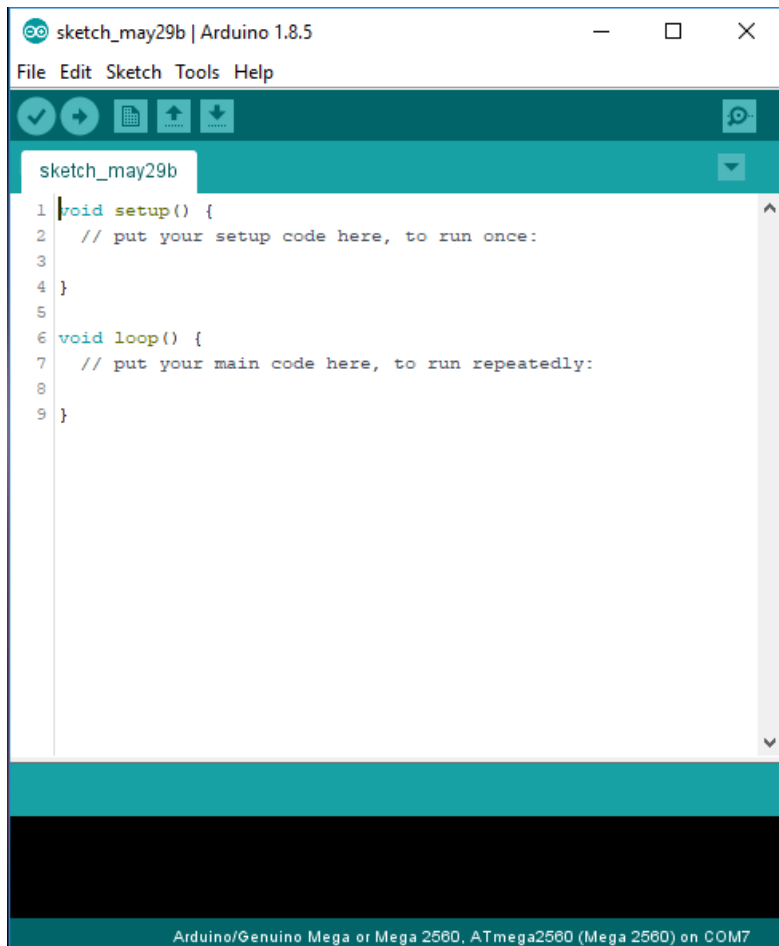 sketch_may29b | Arduino 1.8.5
File Edit Sketch Tools Help
sketch_may29b
1 void setup() {
2   // put your setup code here, to run once:
3
4 }
5
6 void loop() {
7   // put your main code here, to run repeatedly:
8
9 }
Arduino/Genuino Mega or Mega 2560, ATmega2560 (Mega 2560) on COM7